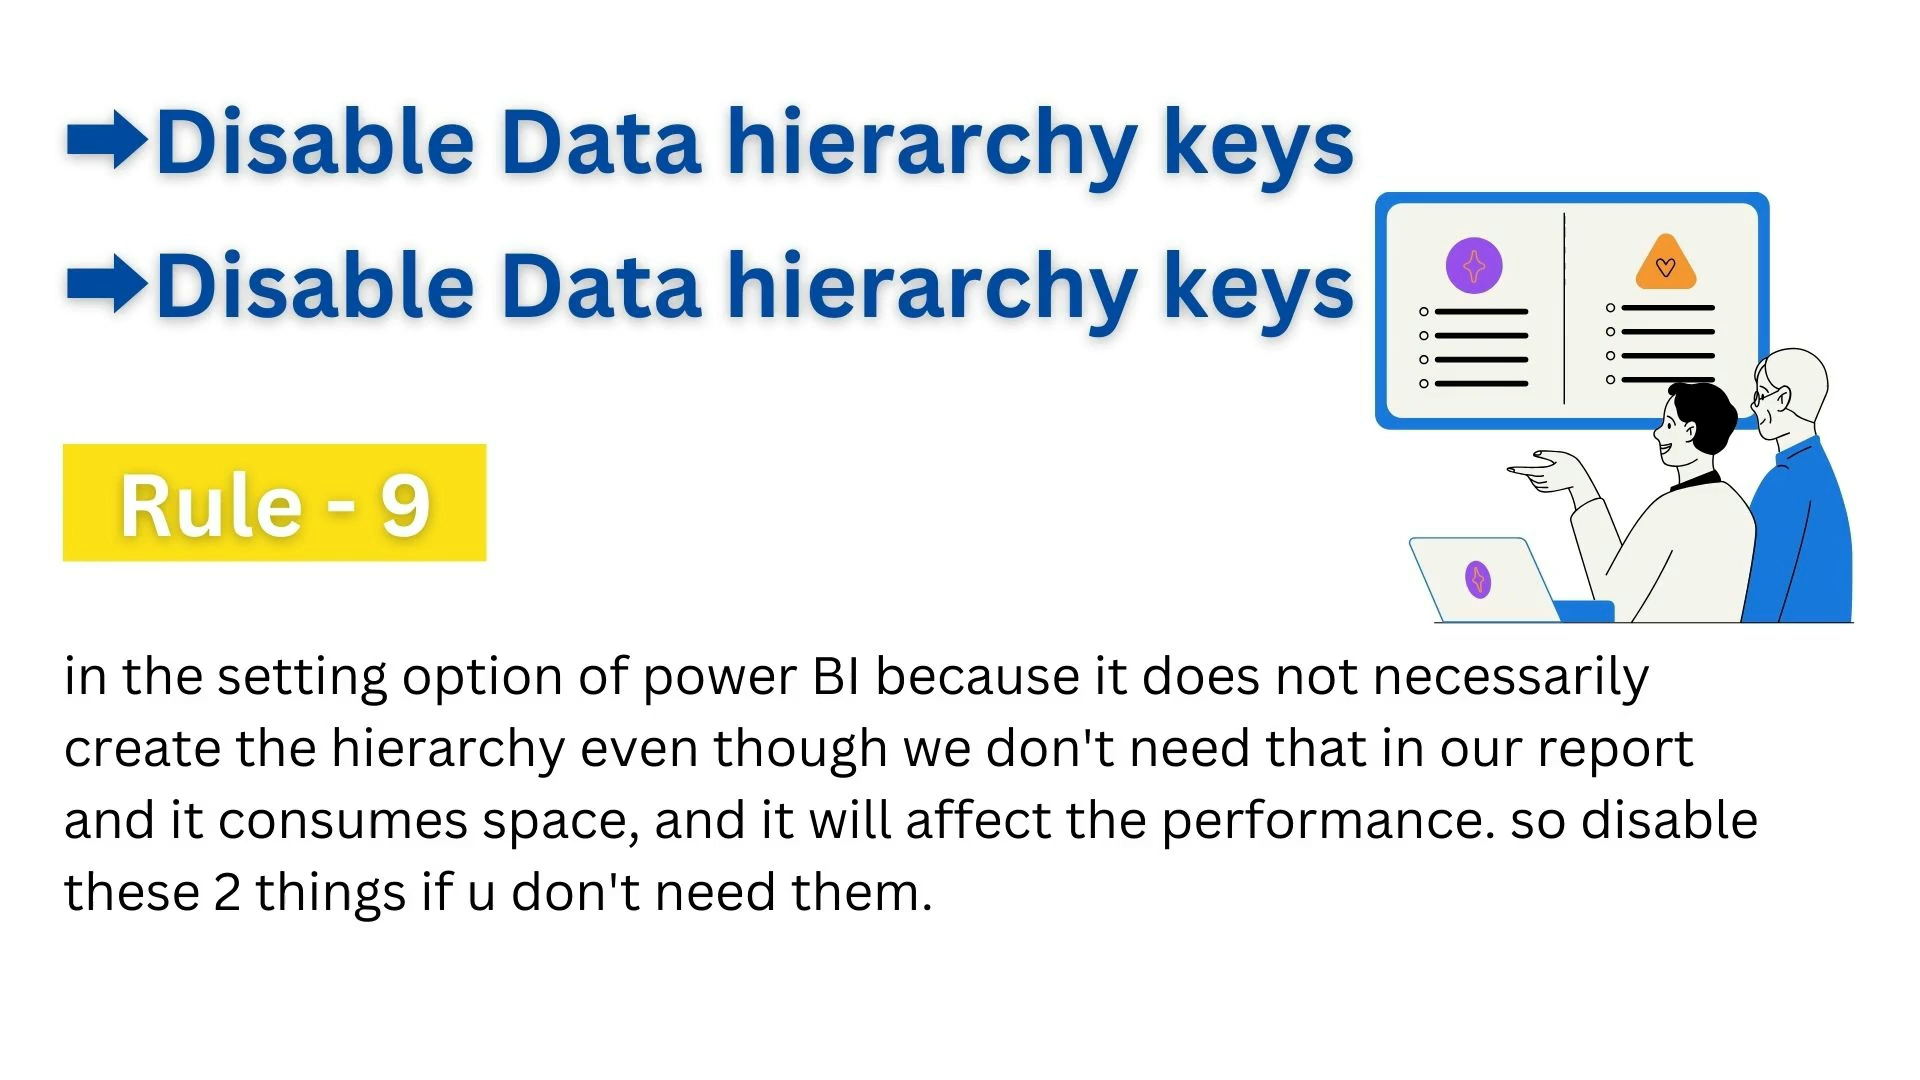 ➡Disable Data hierarchy keys
➡Disable Data hierarchy keys
Rule - 9
in the setting option of power BI because it does not necessarily
create the hierarchy even though we don't need that in our report
and it consumes space, and it will affect the performance. so disable
these 2 things if u don't need them.